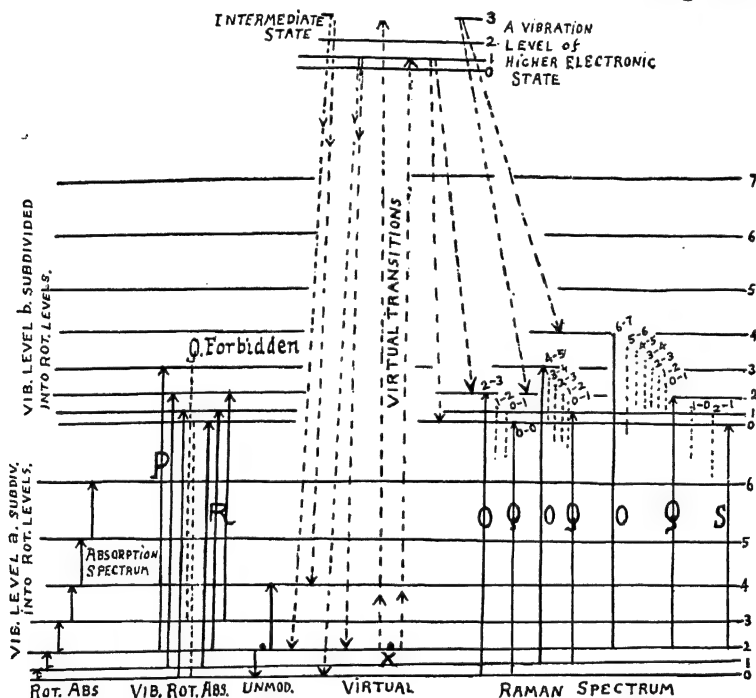 INTERMEDIATE
STATE
3
2
1
0
A VIBRATION
LEVEL OF
HIGHER ELECTRONIC
STATE
VIB. LEVEL b. SUBDIVIDED
INTO ROT. LEVELS.
7
6
5
4
3
2
1
0
Q. Forbidden
VIRTUAL TRANSITIONS
P
R
6-7
5-6
4-5
3-4
2-3
0-1
4-5
3-4
2-3
0-1
2-3
1-2
0-1
0-0
1-0
2-1
O Q O Q O Q S
VIB. LEVEL a. SUBDIV,
INTO ROT. LEVELS,
ABSORPTION
SPECTRUM
6
5
4
3
2
1
0
X
ROT. ABS
VIB. ROT. ABS.
UNMOD.
VIRTUAL
RAMAN SPECTRUM